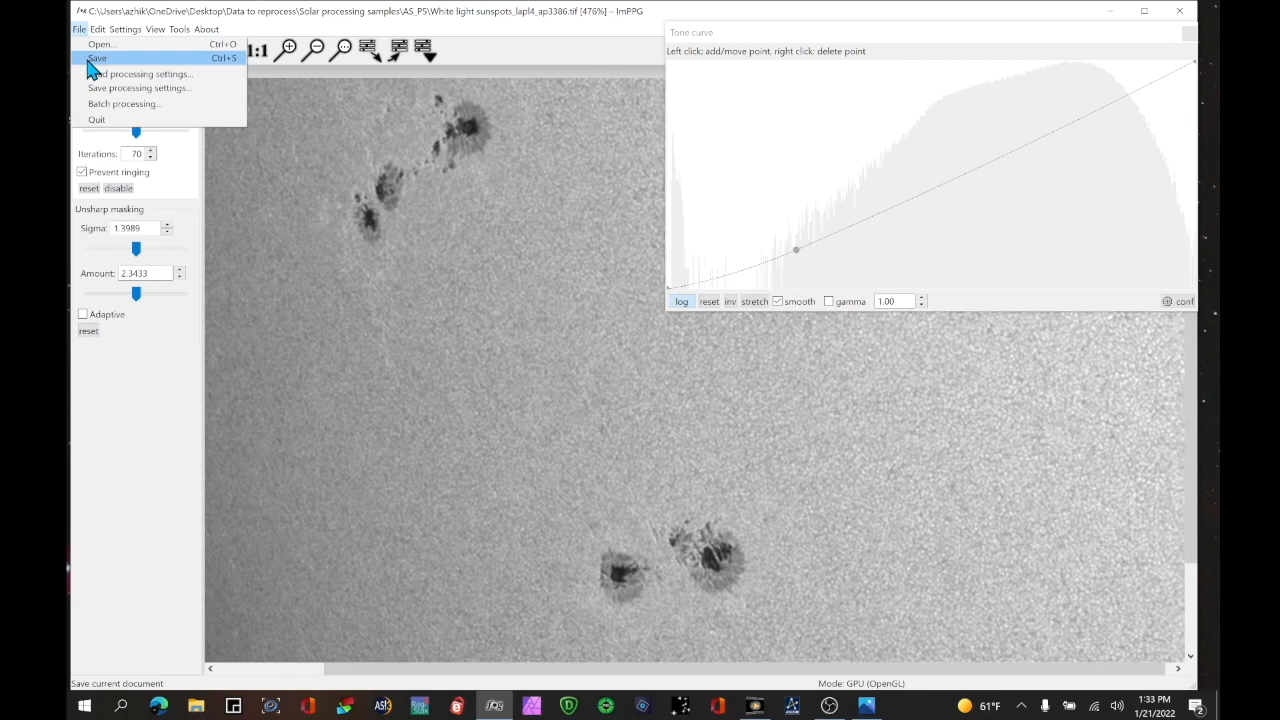 C:\Users\azhik\OneDrive\Desktop\Data to reprocess\Solar processing samples\AS_P5\White light sunspots_lapl4_ap3386.tif [476%] – ImPPG
File Edit Settings View Tools About
Open... Ctrl+O
Save Ctrl+S
processing settings...
Save processing settings...
Batch processing...
Quit
1:1
Tone curve
Left click: add/move point, right click: delete point
Iterations: 70
Prevent ringing
reset disable
Unsharp masking
Sigma: 1.3989
Amount: 2.3433
Adaptive
reset
log reset inv stretch smooth gamma 1.00 conf
Save current document Mode: GPU (OpenGL)
AS!
61°F
1:33 PM
1/21/2022
2